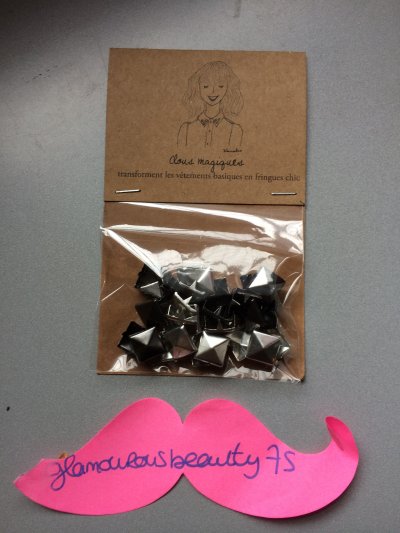 Clous magiques
transforment les vêtements basiques en fringues chic
glamourousbeauty75